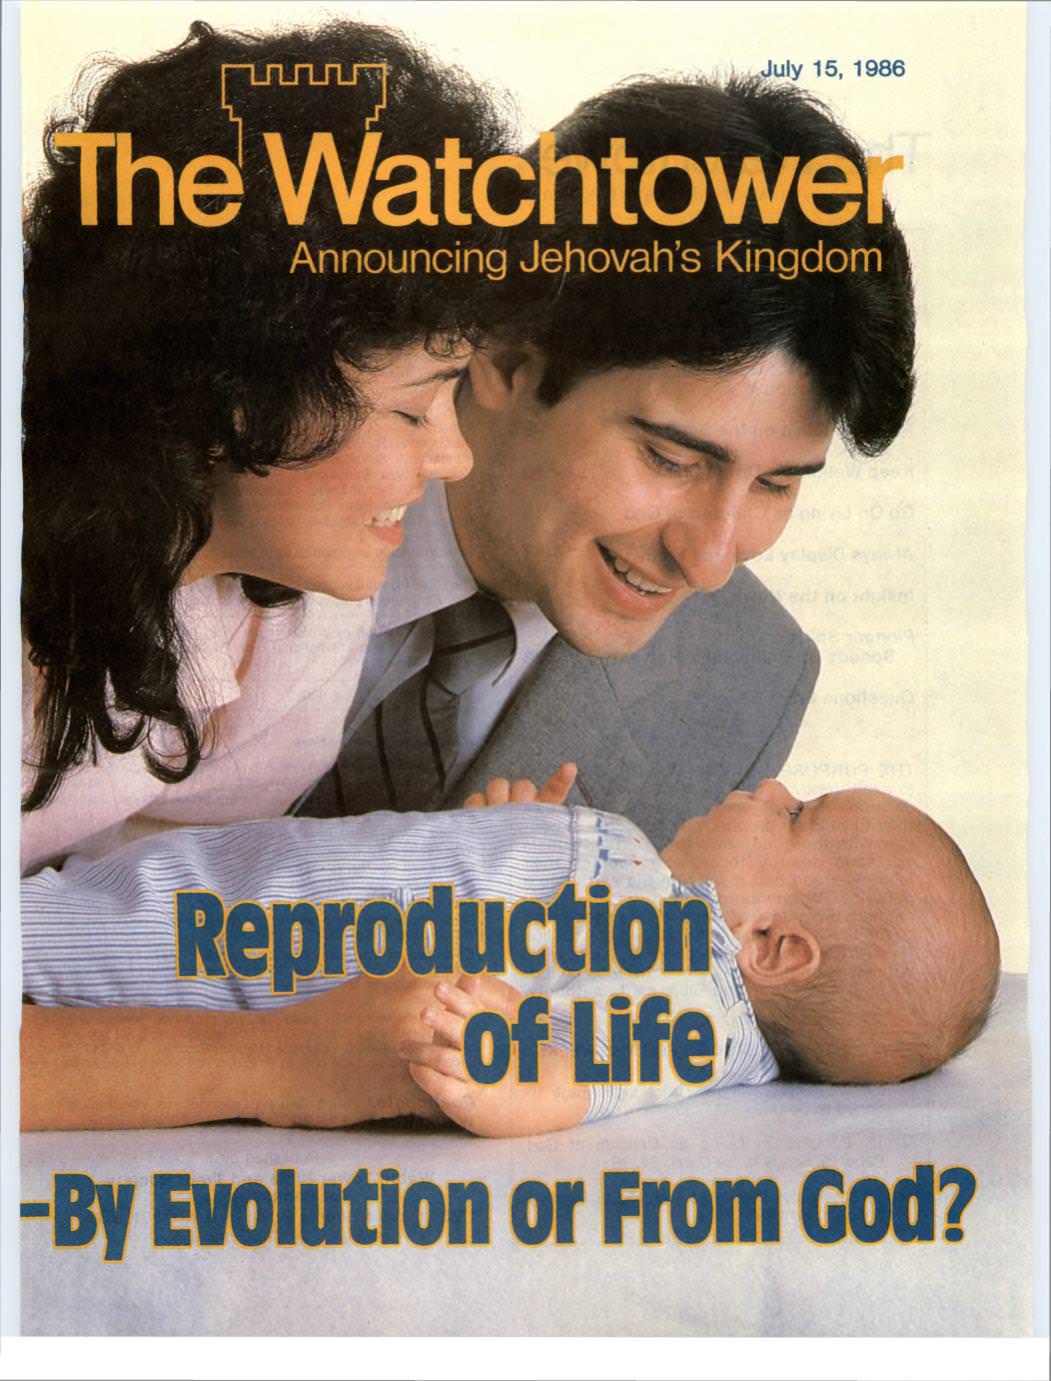 July 15, 1986
The Watchtower
Announcing Jehovah's Kingdom
Reproduction
of Life
–By Evolution or From God?